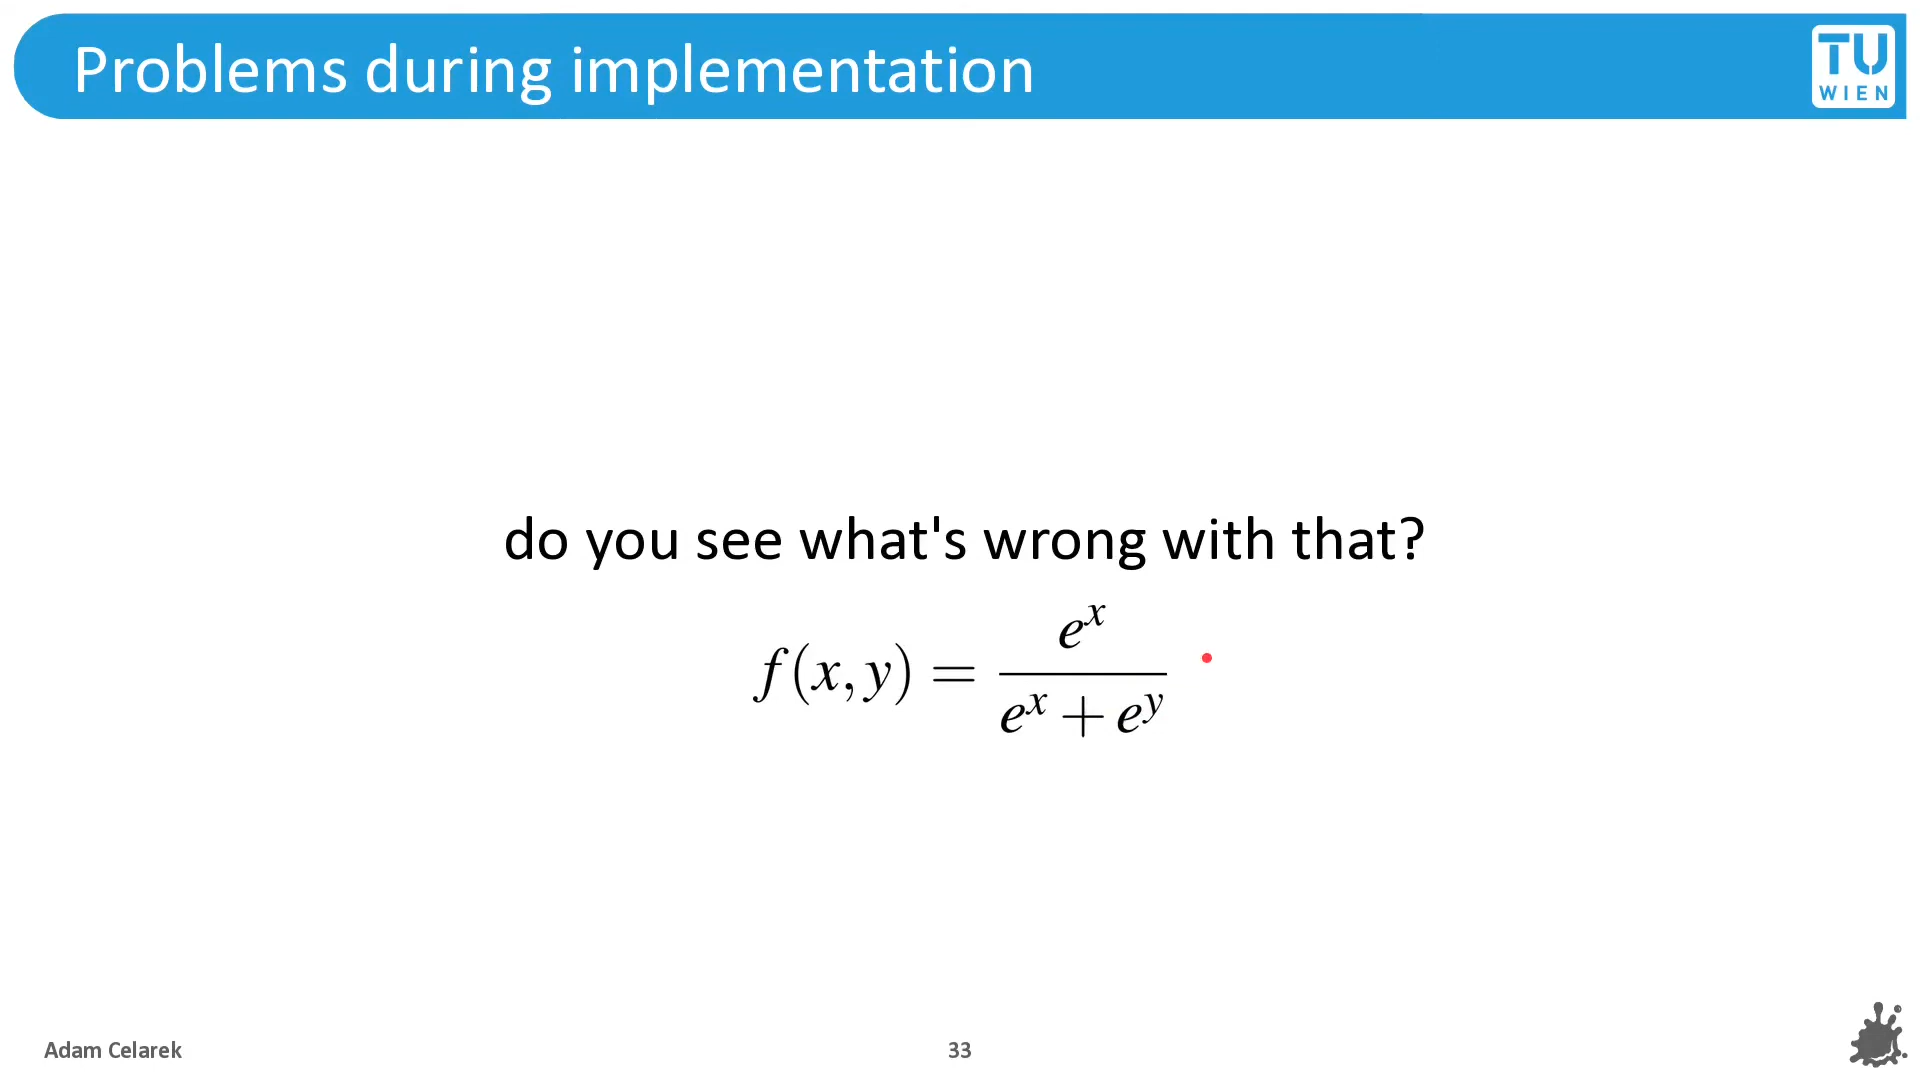 Problems during implementation
TU
WIEN
do you see what's wrong with that?
f(x,y) = e^x / (e^x + e^y)
Adam Celarek
33